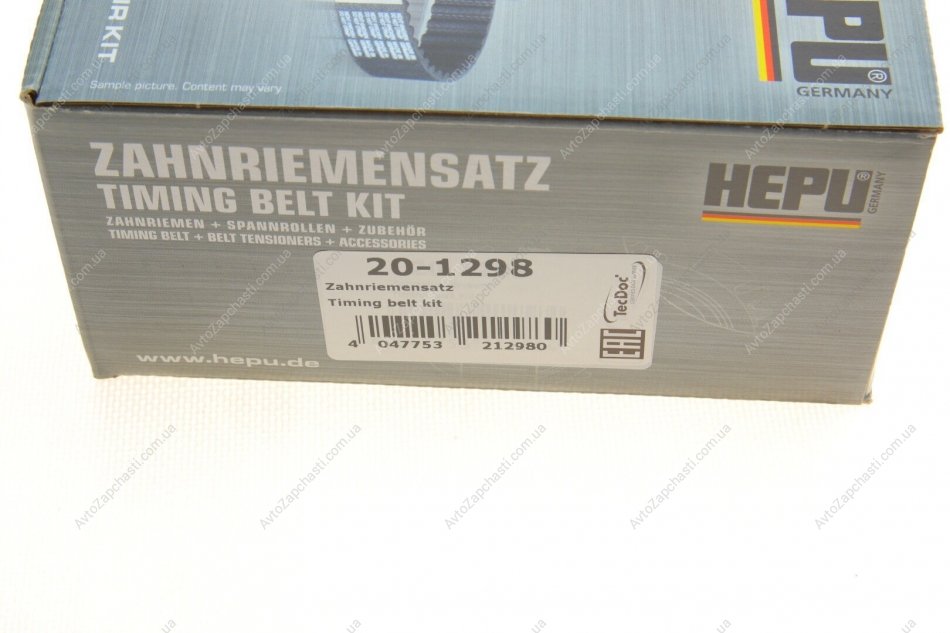 IR KIT
Sample picture. Content may vary.
HEPU®
GERMANY
ZAHNRIEMENSATZ
TIMING BELT KIT
ZAHNRIEMEN + SPANNROLLEN + ZUBEHÖR
TIMING BELT + BELT TENSIONERS + ACCESSORIES
HEPU®
GERMANY
20-1298
Zahnriemensatz
Timing belt kit
TecDoc
EAC
4 047753 212980
www.hepu.de
AvtoZapchasti.com.ua